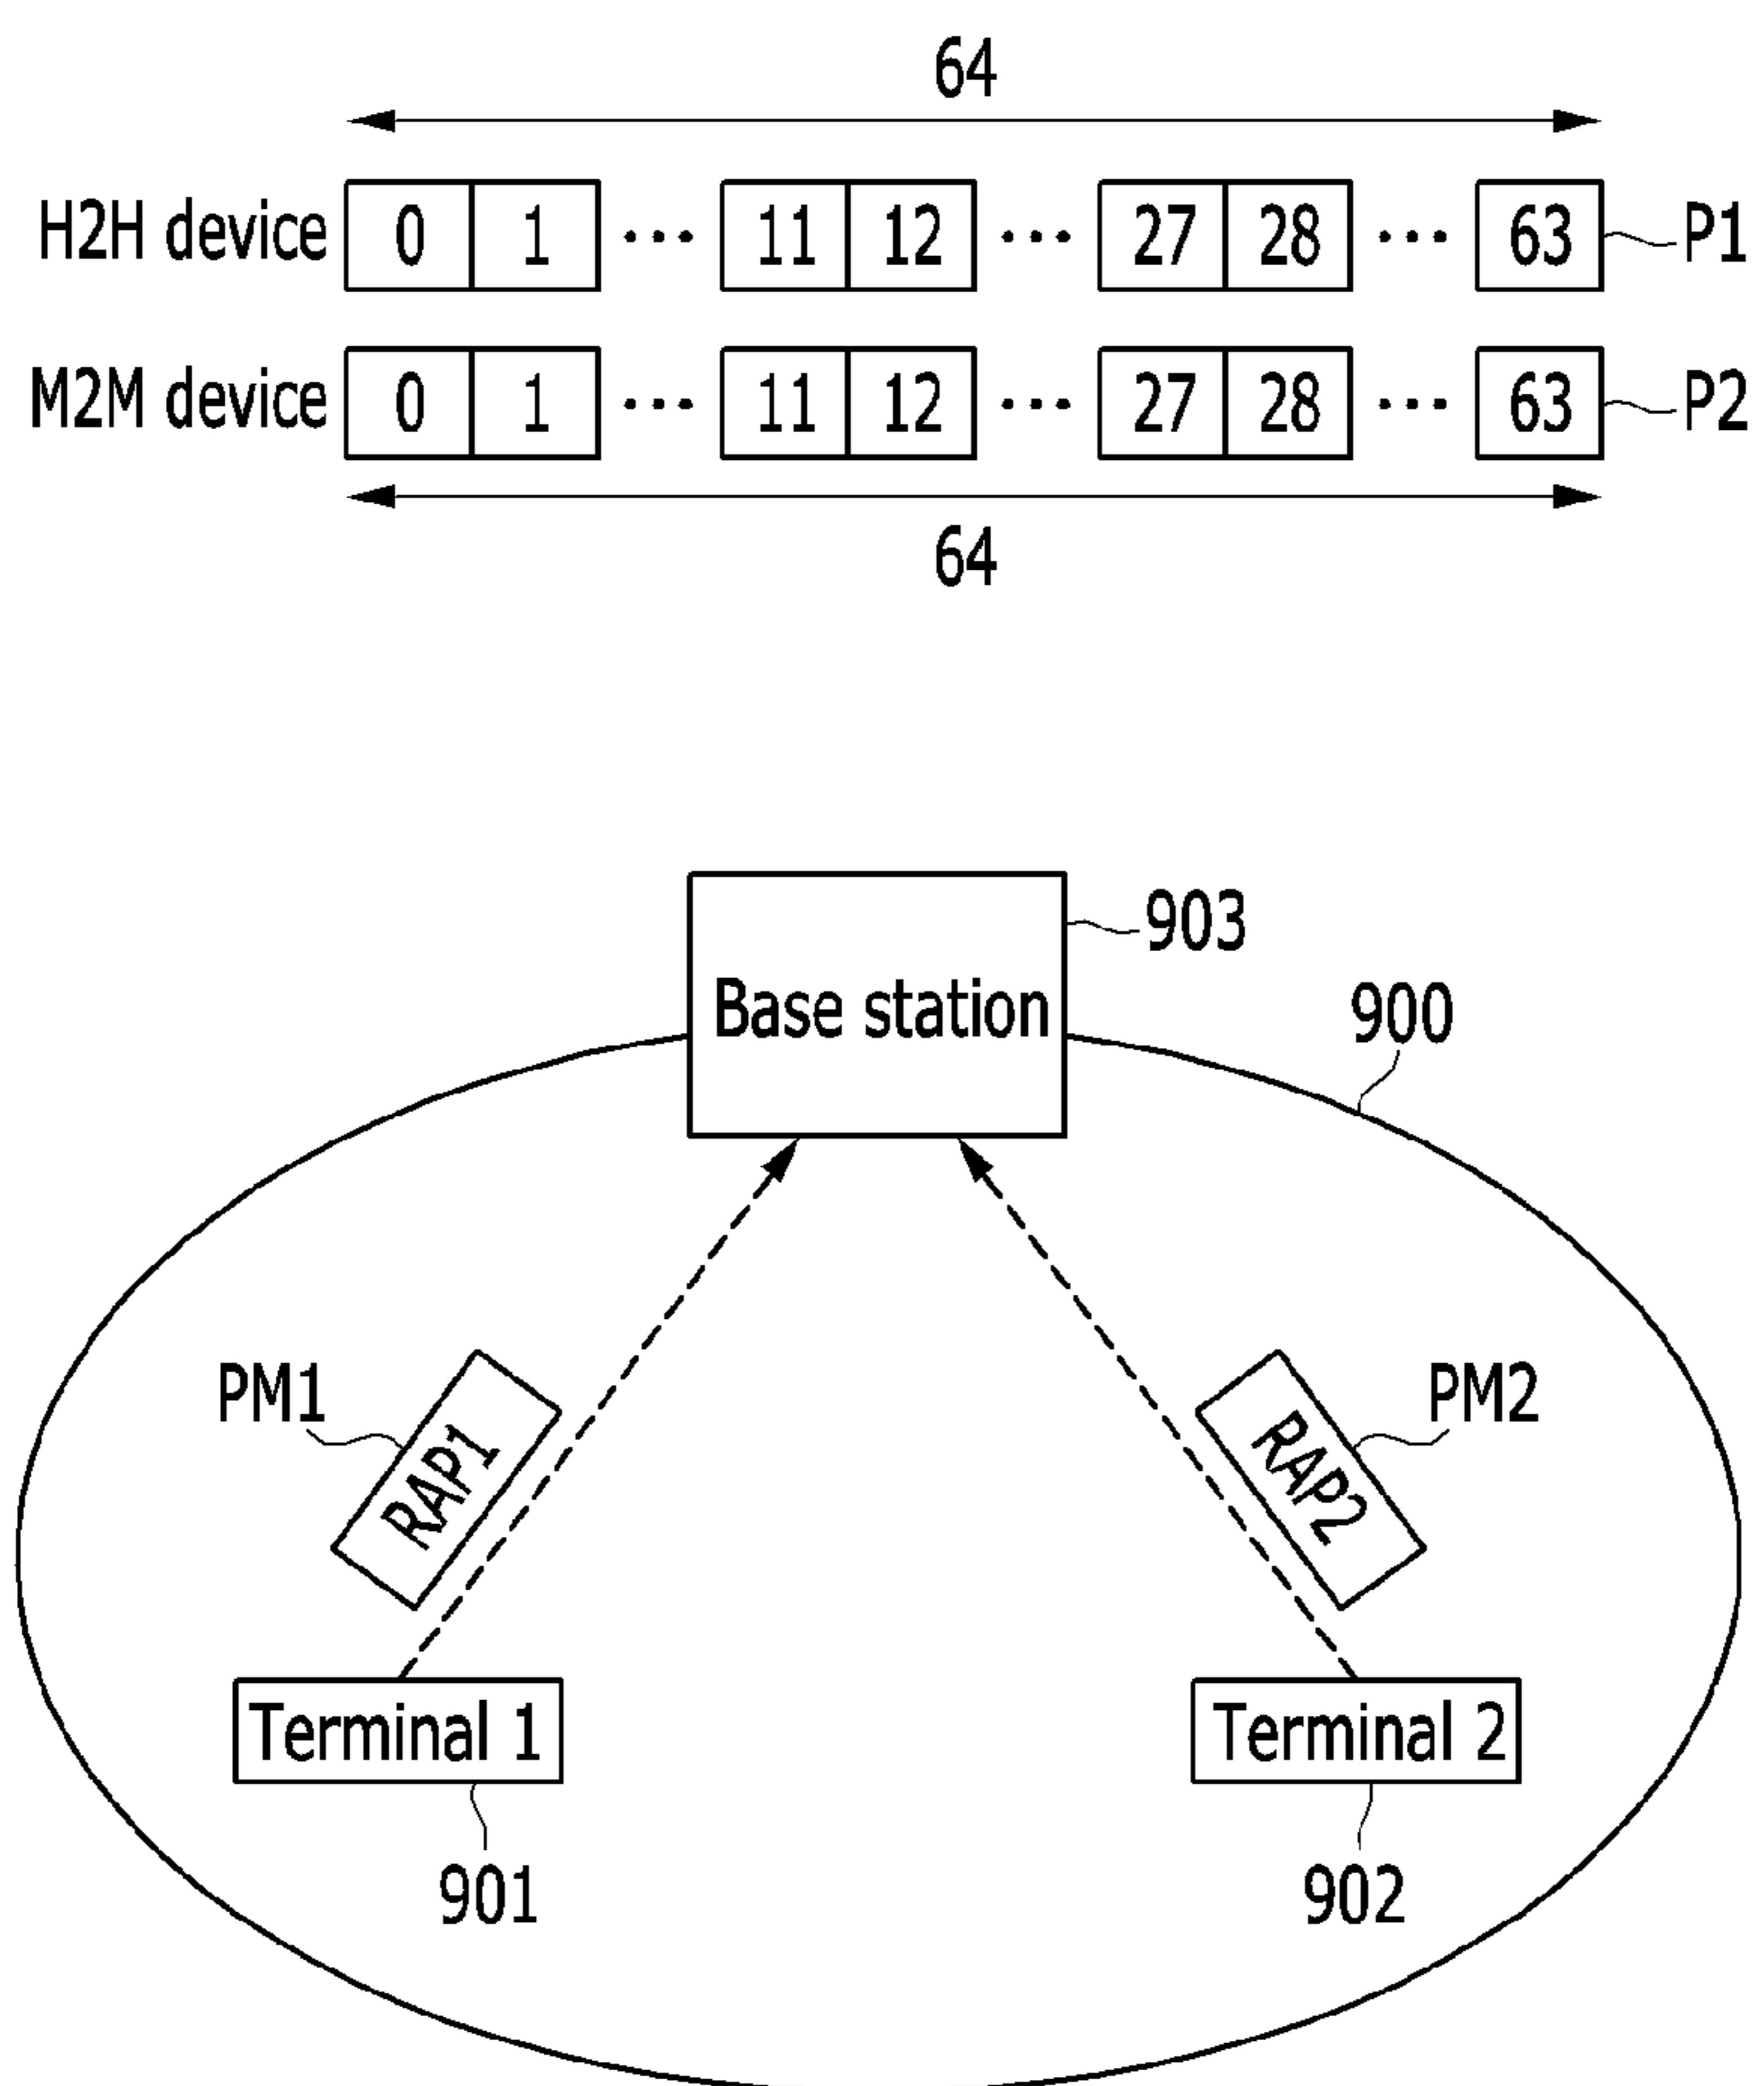 64
H2H device 0 1 ··· 11 12 ··· 27 28 ··· 63 P1
M2M device 0 1 ··· 11 12 ··· 27 28 ··· 63 P2
64
903
Base station
900
PM1
RAP1
PM2
RAP2
Terminal 1
Terminal 2
901
902